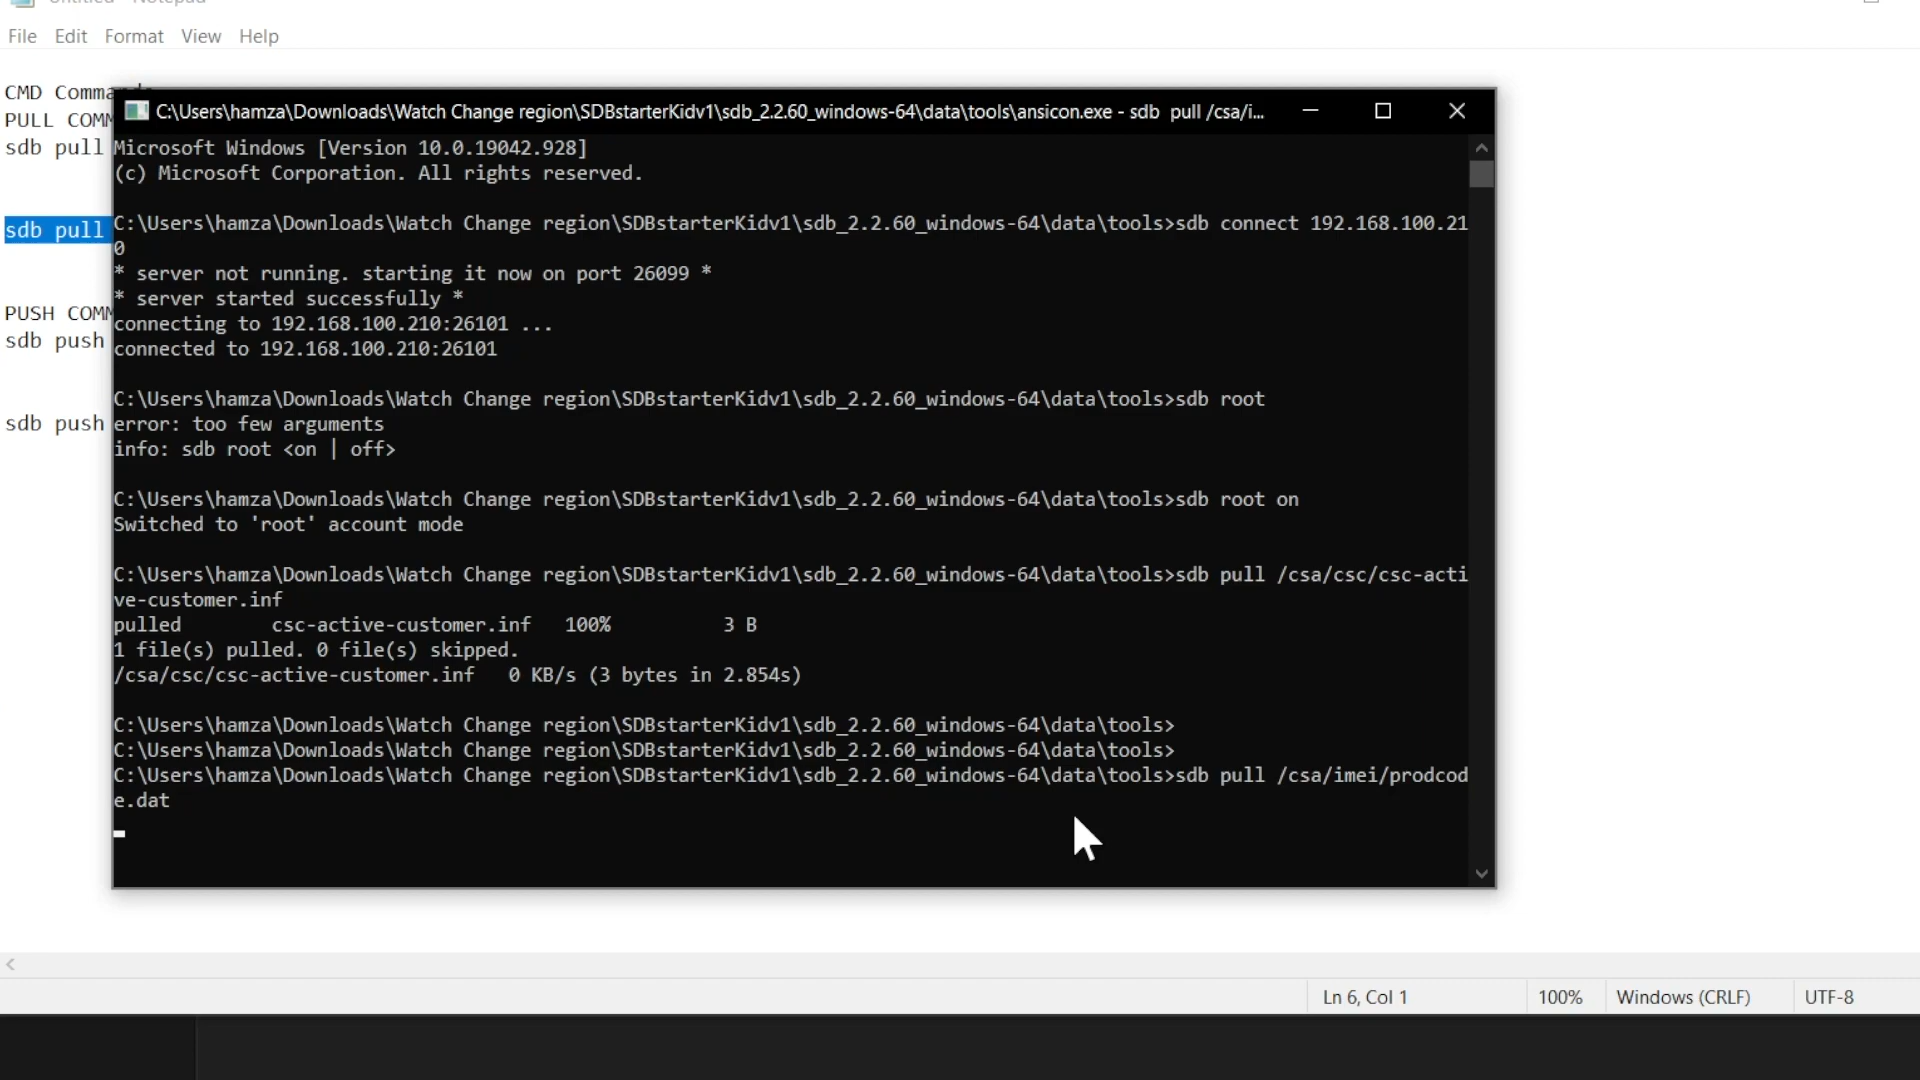 Untitled - Notepad
File Edit Format View Help
CMD Commands
PULL COMM
sdb pull
sdb pull
PUSH COMM
sdb push
sdb push
C:\Users\hamza\Downloads\Watch Change region\SDBstarterKidv1\sdb_2.2.60_windows-64\data\tools\ansicon.exe - sdb pull /csa/i...
Microsoft Windows [Version 10.0.19042.928]
(c) Microsoft Corporation. All rights reserved.
C:\Users\hamza\Downloads\Watch Change region\SDBstarterKidv1\sdb_2.2.60_windows-64\data\tools>sdb connect 192.168.100.21
0
* server not running. starting it now on port 26099 *
* server started successfully *
connecting to 192.168.100.210:26101 ...
connected to 192.168.100.210:26101
C:\Users\hamza\Downloads\Watch Change region\SDBstarterKidv1\sdb_2.2.60_windows-64\data\tools>sdb root
error: too few arguments
info: sdb root <on | off>
C:\Users\hamza\Downloads\Watch Change region\SDBstarterKidv1\sdb_2.2.60_windows-64\data\tools>sdb root on
Switched to 'root' account mode
C:\Users\hamza\Downloads\Watch Change region\SDBstarterKidv1\sdb_2.2.60_windows-64\data\tools>sdb pull /csa/csc/csc-acti
ve-customer.inf
pulled csc-active-customer.inf 100% 3 B
1 file(s) pulled. 0 file(s) skipped.
/csa/csc/csc-active-customer.inf 0 KB/s (3 bytes in 2.854s)
C:\Users\hamza\Downloads\Watch Change region\SDBstarterKidv1\sdb_2.2.60_windows-64\data\tools>
C:\Users\hamza\Downloads\Watch Change region\SDBstarterKidv1\sdb_2.2.60_windows-64\data\tools>
C:\Users\hamza\Downloads\Watch Change region\SDBstarterKidv1\sdb_2.2.60_windows-64\data\tools>sdb pull /csa/imei/prodcod
e.dat
Ln 6, Col 1 100% Windows (CRLF) UTF-8